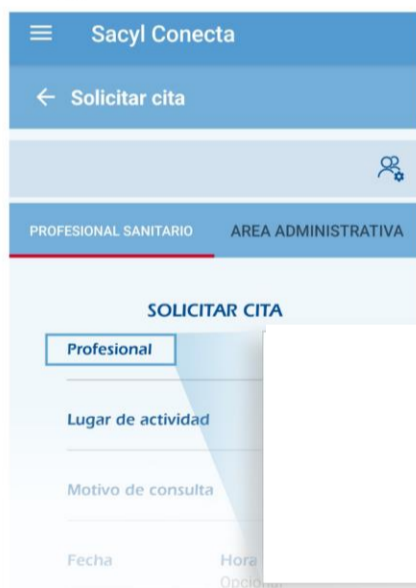 Sacyl Conecta
Solicitar cita
PROFESIONAL SANITARIO AREA ADMINISTRATIVA
SOLICITAR CITA
Profesional
Lugar de actividad
Motivo de consulta
Fecha Hora
Opcional